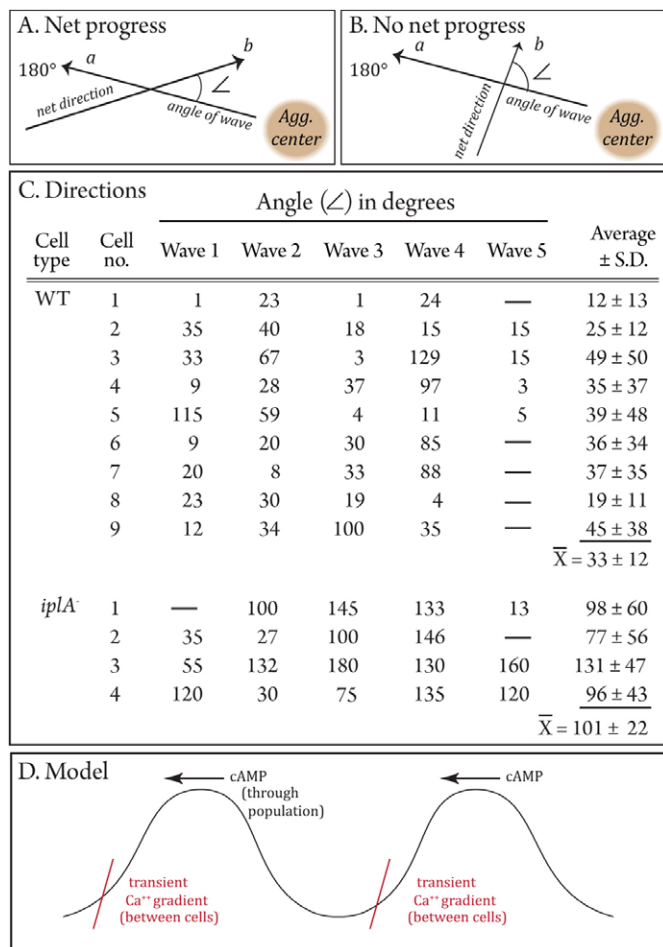 A. Net progress
180°
a
b
∠
net direction
angle of wave
Agg.
center
B. No net progress
180°
a
b
∠
net direction
angle of wave
Agg.
center
C. Directions
Angle (∠) in degrees
Cell type Cell no. Wave 1 Wave 2 Wave 3 Wave 4 Wave 5 Average ± S.D.
WT 1 1 23 1 24 — 12 ± 13
2 35 40 18 15 15 25 ± 12
3 33 67 3 129 15 49 ± 50
4 9 28 37 97 3 35 ± 37
5 115 59 4 11 5 39 ± 48
6 9 20 30 85 — 36 ± 34
7 20 8 33 88 — 37 ± 35
8 23 30 19 4 — 19 ± 11
9 12 34 100 35 — 45 ± 38
X̅ = 33 ± 12
iplA⁻ 1 — 100 145 133 13 98 ± 60
2 35 27 100 146 — 77 ± 56
3 55 132 180 130 160 131 ± 47
4 120 30 75 135 120 96 ± 43
X̅ = 101 ± 22
D. Model
cAMP
(through
population)
cAMP
transient
Ca⁺⁺ gradient
(between cells)
transient
Ca⁺⁺ gradient
(between cells)